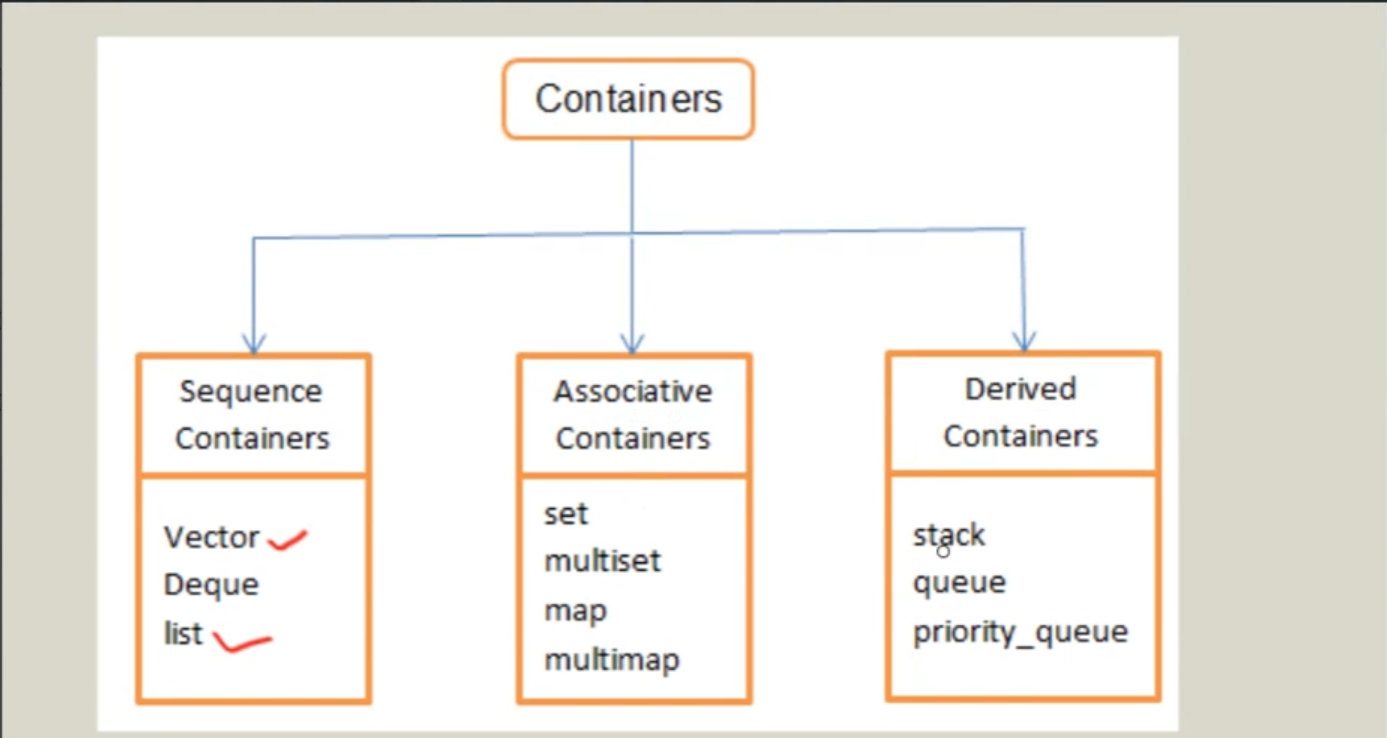 Containers
Sequence
Containers
Vector
Deque
list
Associative
Containers
set
multiset
map
multimap
Derived
Containers
stack
queue
priority_queue